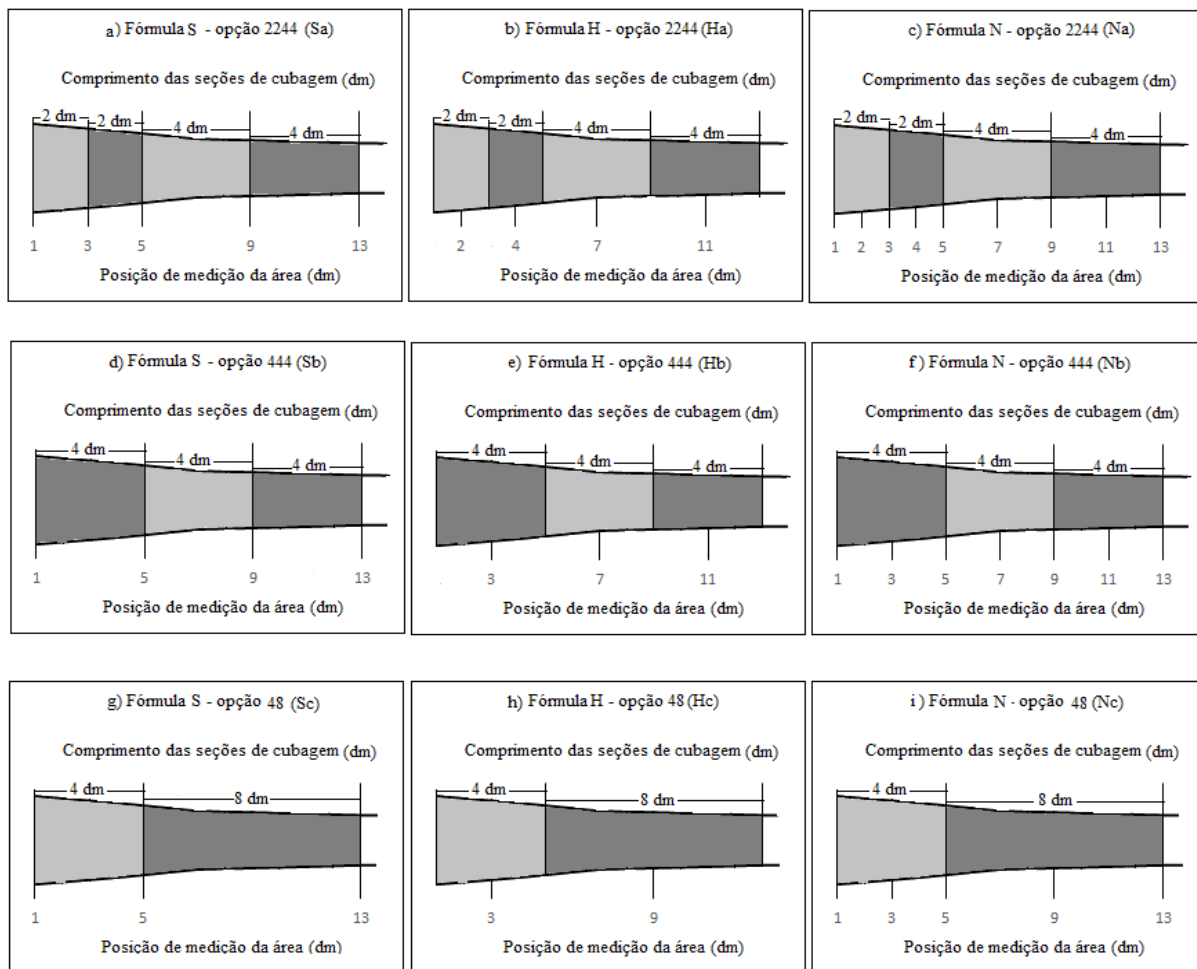 a) Fórmula S - opção 2244 (Sa)
Comprimento das seções de cubagem (dm)
2 dm 2 dm 4 dm 4 dm
1 3 5 9 13
Posição de medição da área (dm)
b) Fórmula H - opção 2244 (Ha)
Comprimento das seções de cubagem (dm)
2 dm 2 dm 4 dm 4 dm
2 4 7 11
Posição de medição da área (dm)
c) Fórmula N - opção 2244 (Na)
Comprimento das seções de cubagem (dm)
2 dm 2 dm 4 dm 4 dm
1 2 3 4 5 7 9 11 13
Posição de medição da área (dm)
d) Fórmula S - opção 444 (Sb)
Comprimento das seções de cubagem (dm)
4 dm 4 dm 4 dm
1 5 9 13
Posição de medição da área (dm)
e) Fórmula H - opção 444 (Hb)
Comprimento das seções de cubagem (dm)
4 dm 4 dm 4 dm
3 7 11
Posição de medição da área (dm)
f) Fórmula N - opção 444 (Nb)
Comprimento das seções de cubagem (dm)
4 dm 4 dm 4 dm
1 3 5 7 9 11 13
Posição de medição da área (dm)
g) Fórmula S - opção 48 (Sc)
Comprimento das seções de cubagem (dm)
4 dm 8 dm
1 5 13
Posição de medição da área (dm)
h) Fórmula H - opção 48 (Hc)
Comprimento das seções de cubagem (dm)
4 dm 8 dm
3 9
Posição de medição da área (dm)
i) Fórmula N - opção 48 (Nc)
Comprimento das seções de cubagem (dm)
4 dm 8 dm
1 3 5 9 13
Posição de medição da área (dm)